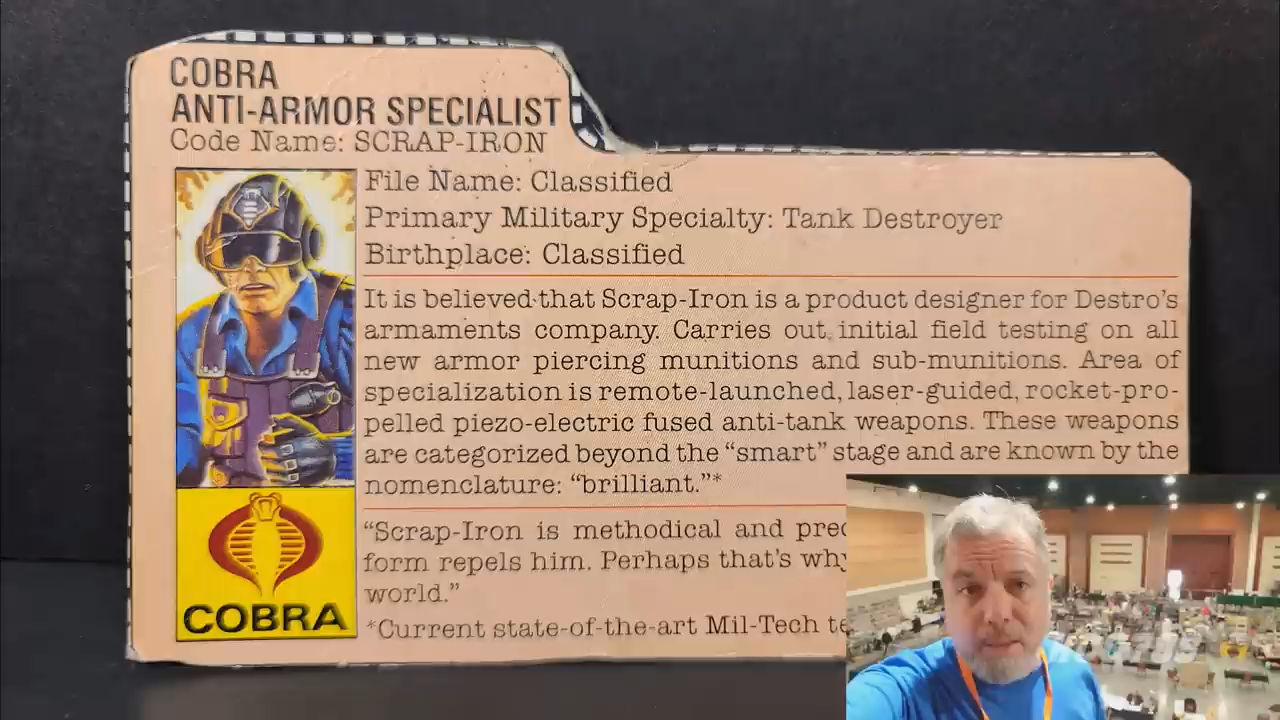 COBRA
ANTI-ARMOR SPECIALIST
Code Name: SCRAP-IRON
File Name: Classified
Primary Military Specialty: Tank Destroyer
Birthplace: Classified
It is believed that Scrap-Iron is a product designer for Destro's
armaments company. Carries out initial field testing on all
new armor piercing munitions and sub-munitions. Area of
specialization is remote-launched, laser-guided, rocket-pro-
pelled piezo-electric fused anti-tank weapons. These weapons
are categorized beyond the “smart” stage and are known by the
nomenclature: “brilliant.”*
“Scrap-Iron is methodical and
form repels him. Perhaps that's why
world.”
*Current state-of-the-art Mil-Tech
COBRA